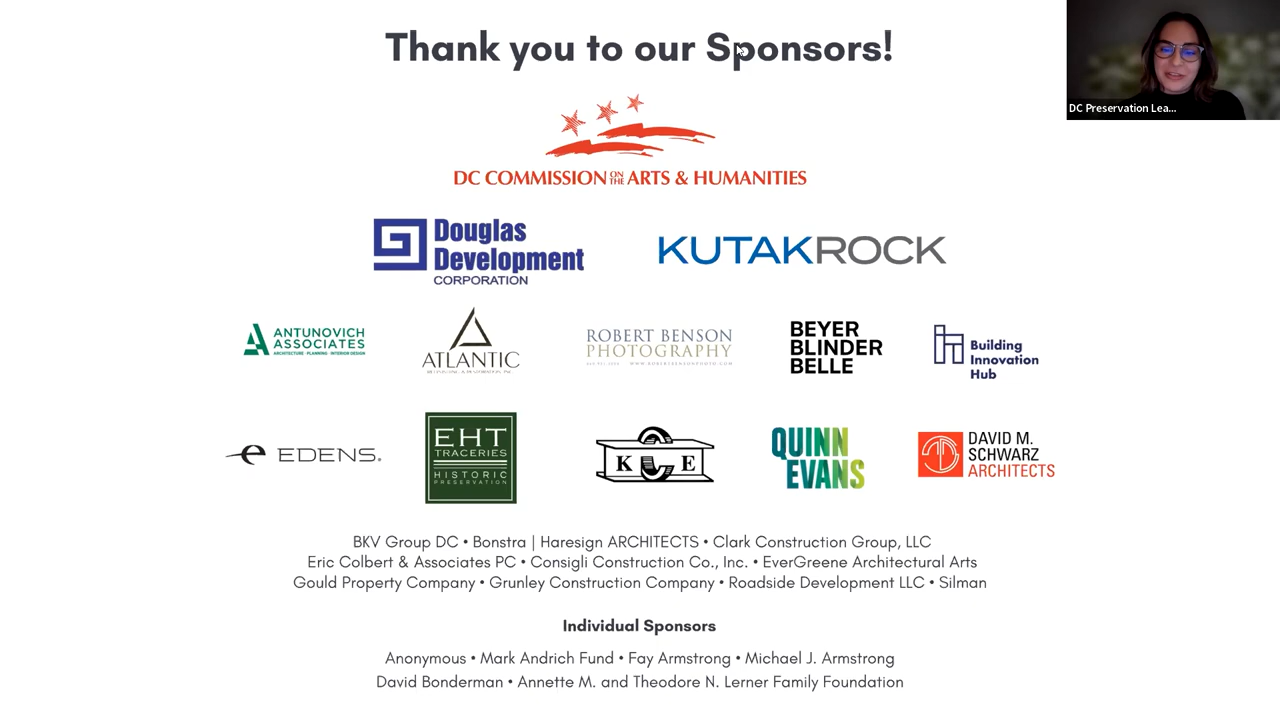 Thank you to our Sponsors!
DC Preservation Lea...
DC COMMISSION ON THE ARTS & HUMANITIES
Douglas
Development
CORPORATION
KUTAKROCK
ANTUNOVICH
ASSOCIATES
ARCHITECTURE · PLANNING · INTERIOR DESIGN
ATLANTIC
ROBERT BENSON
PHOTOGRAPHY
BEYER
BLINDER
BELLE
Building
Innovation
Hub
EDENS
EHT
TRACERIES
HISTORIC
PRESERVATION
K C E
QUINN
EVANS
DAVID M.
SCHWARZ
ARCHITECTS
BKV Group DC • Bonstra | Haresign ARCHITECTS • Clark Construction Group, LLC
Eric Colbert & Associates PC • Consigli Construction Co., Inc. • EverGreene Architectural Arts
Gould Property Company • Grunley Construction Company • Roadside Development LLC • Silman
Individual Sponsors
Anonymous • Mark Andrich Fund • Fay Armstrong • Michael J. Armstrong
David Bonderman • Annette M. and Theodore N. Lerner Family Foundation